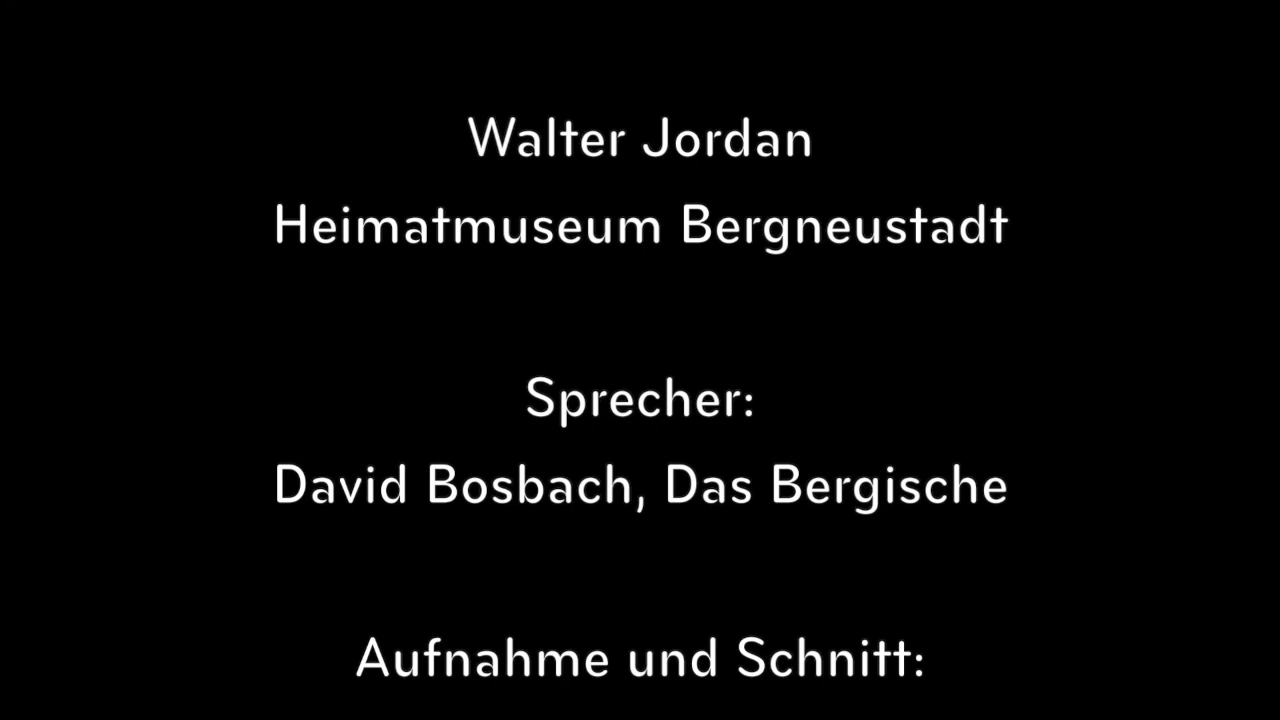 Walter Jordan
Heimatmuseum Bergneustadt
Sprecher:
David Bosbach, Das Bergische
Aufnahme und Schnitt: